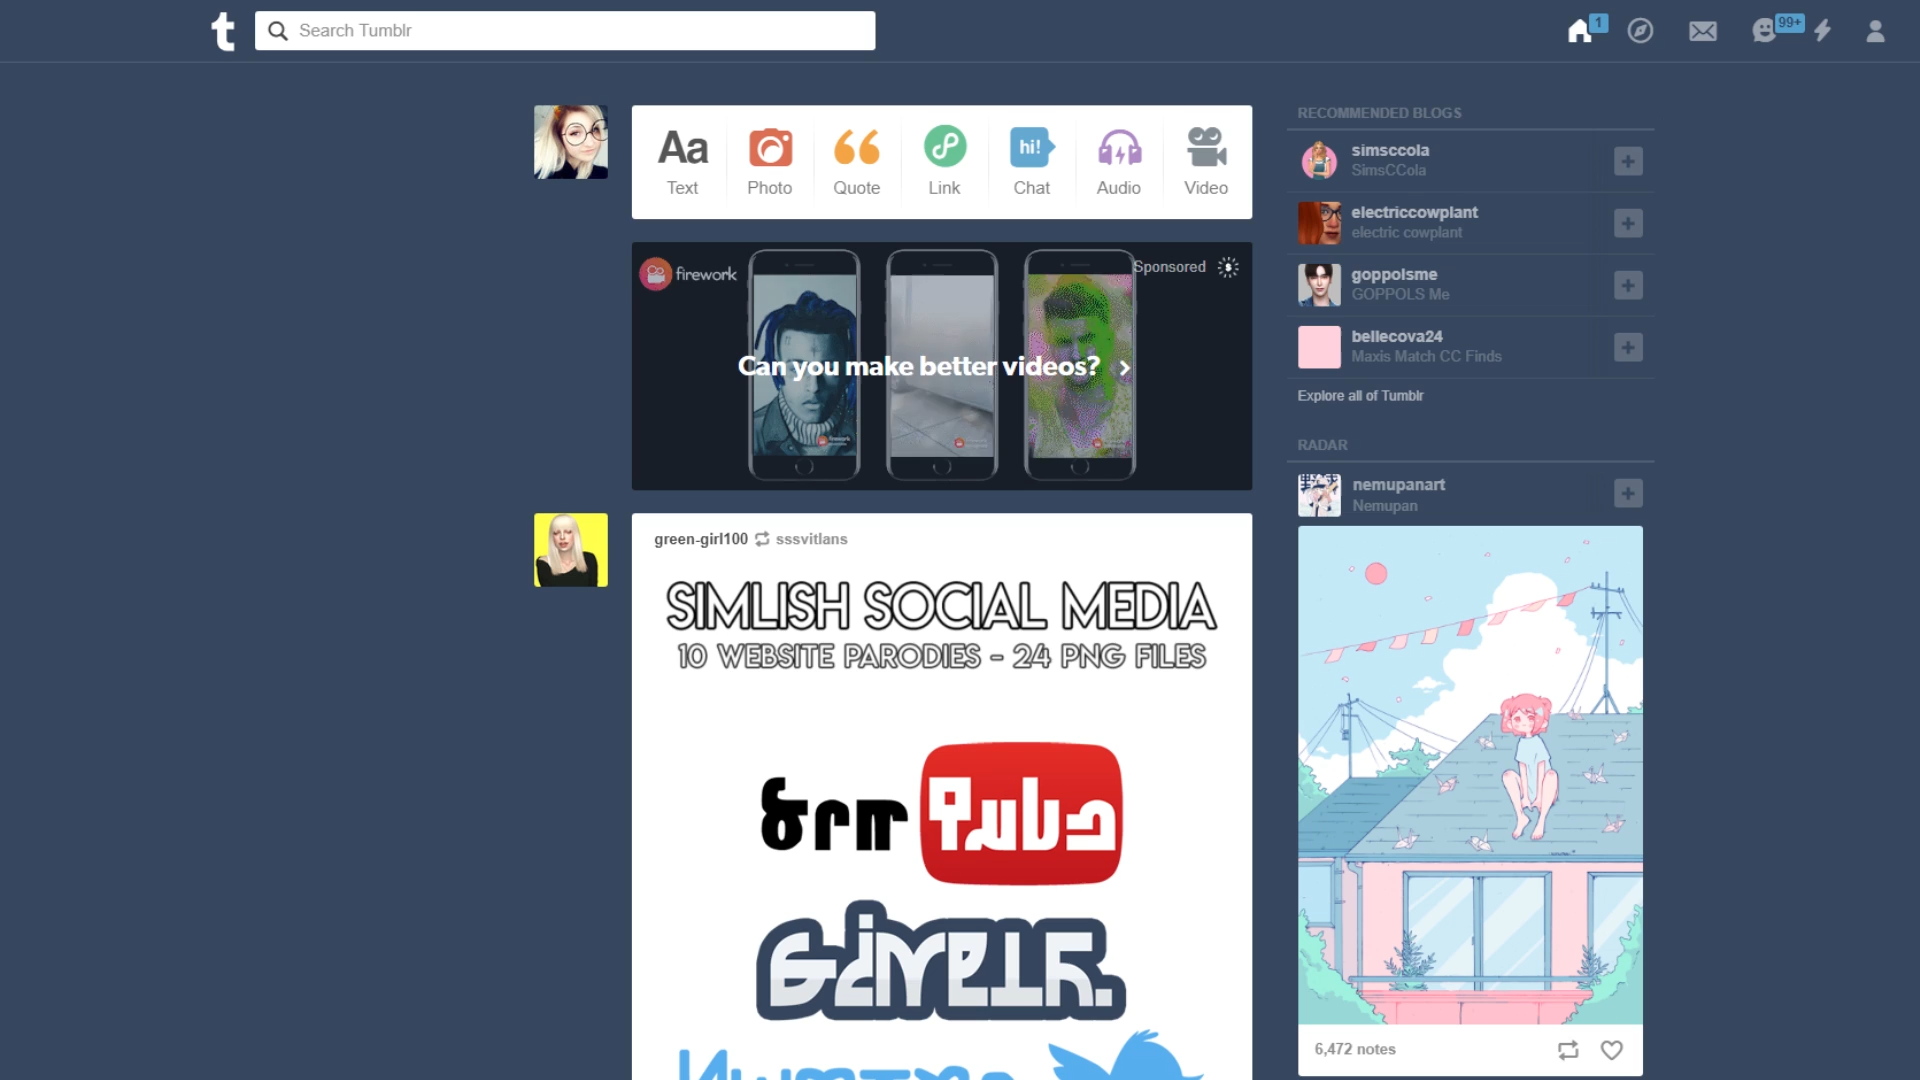 t
Search Tumblr
1
99+
Aa
Text
Photo
Quote
Link
hi!
Chat
Audio
Video
firework
Sponsored
Can you make better videos?
green-girl100 sssvitlans
SIMLISH SOCIAL MEDIA
10 WEBSITE PARODIES - 24 PNG FILES
RECOMMENDED BLOGS
simsccola
SimsCCola
electriccowplant
electric cowplant
goppolsme
GOPPOLS Me
bellecova24
Maxis Match CC Finds
Explore all of Tumblr
RADAR
nemupanart
Nemupan
6,472 notes